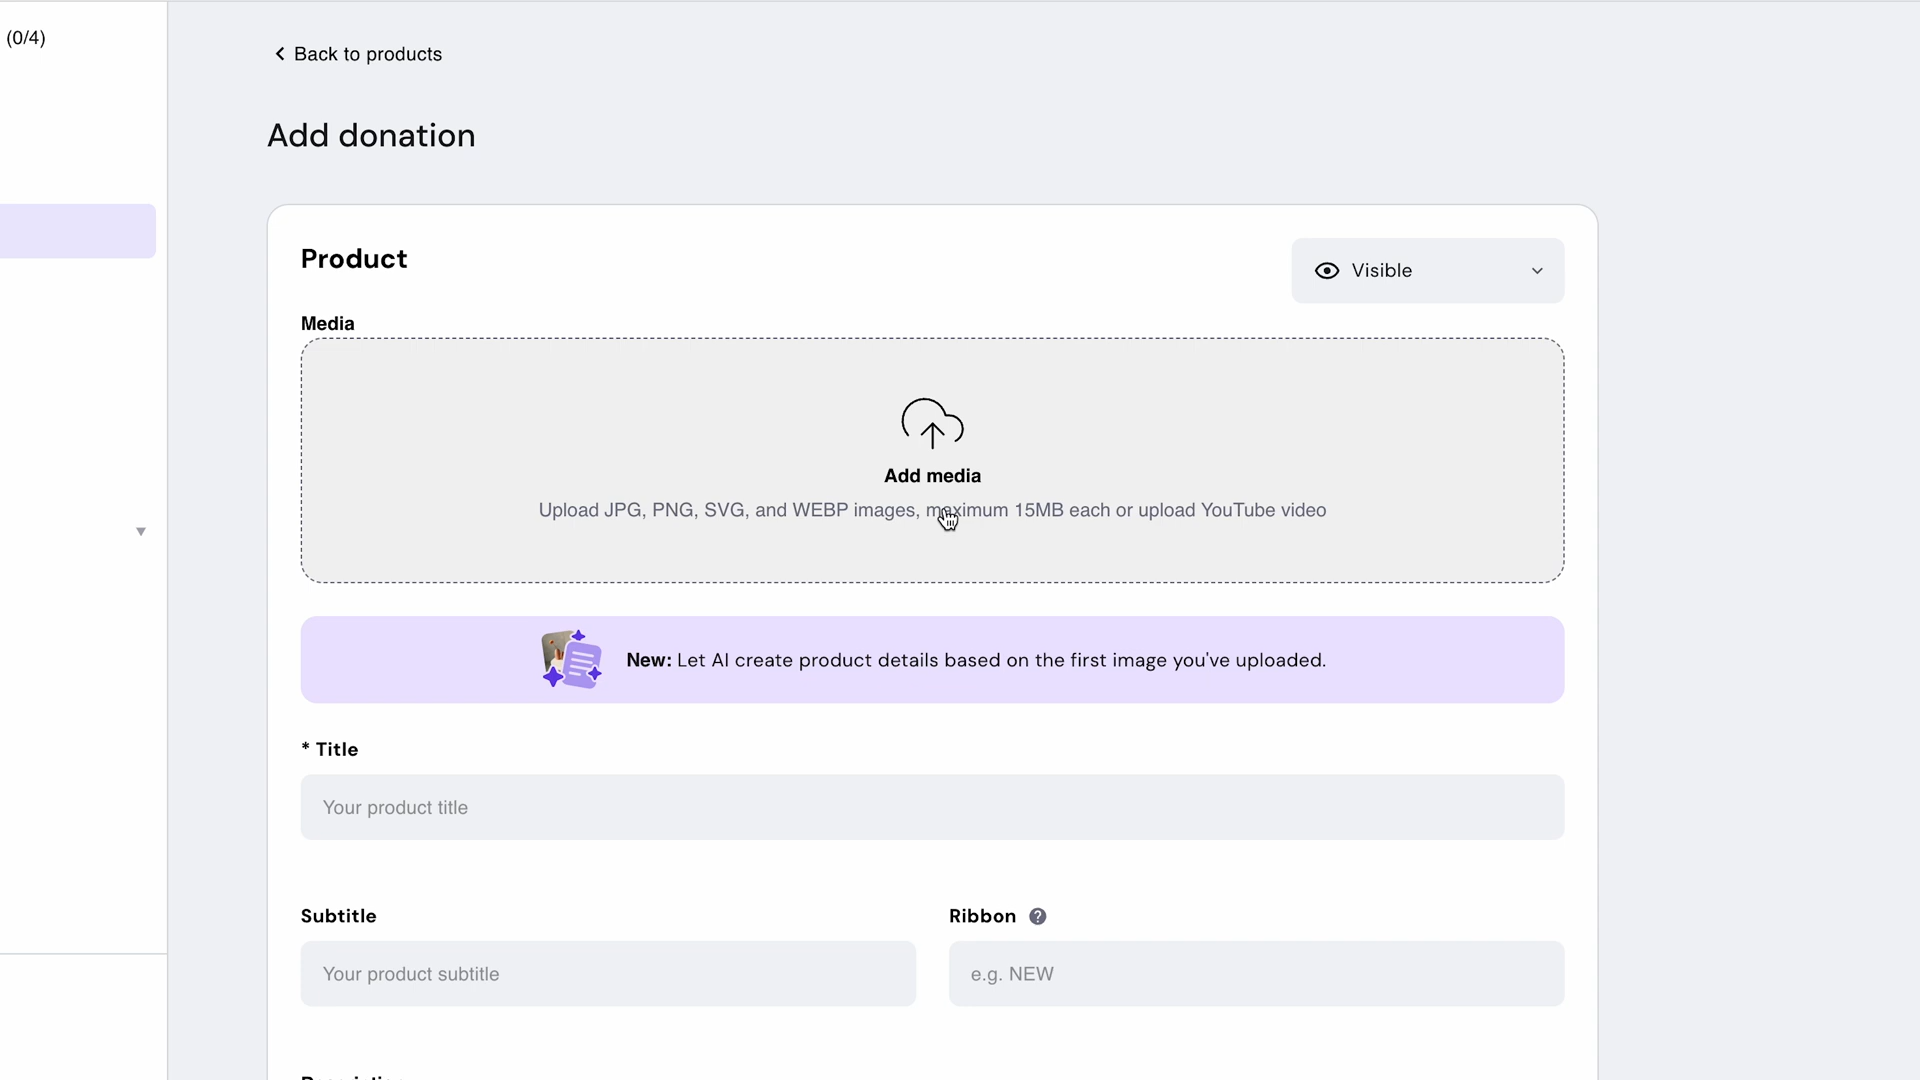 (0/4)
Back to products
Add donation
Product
Visible
Media
Add media
Upload JPG, PNG, SVG, and WEBP images, maximum 15MB each or upload YouTube video
New: Let AI create product details based on the first image you've uploaded.
* Title
Your product title
Subtitle
Ribbon ?
Your product subtitle
e.g. NEW